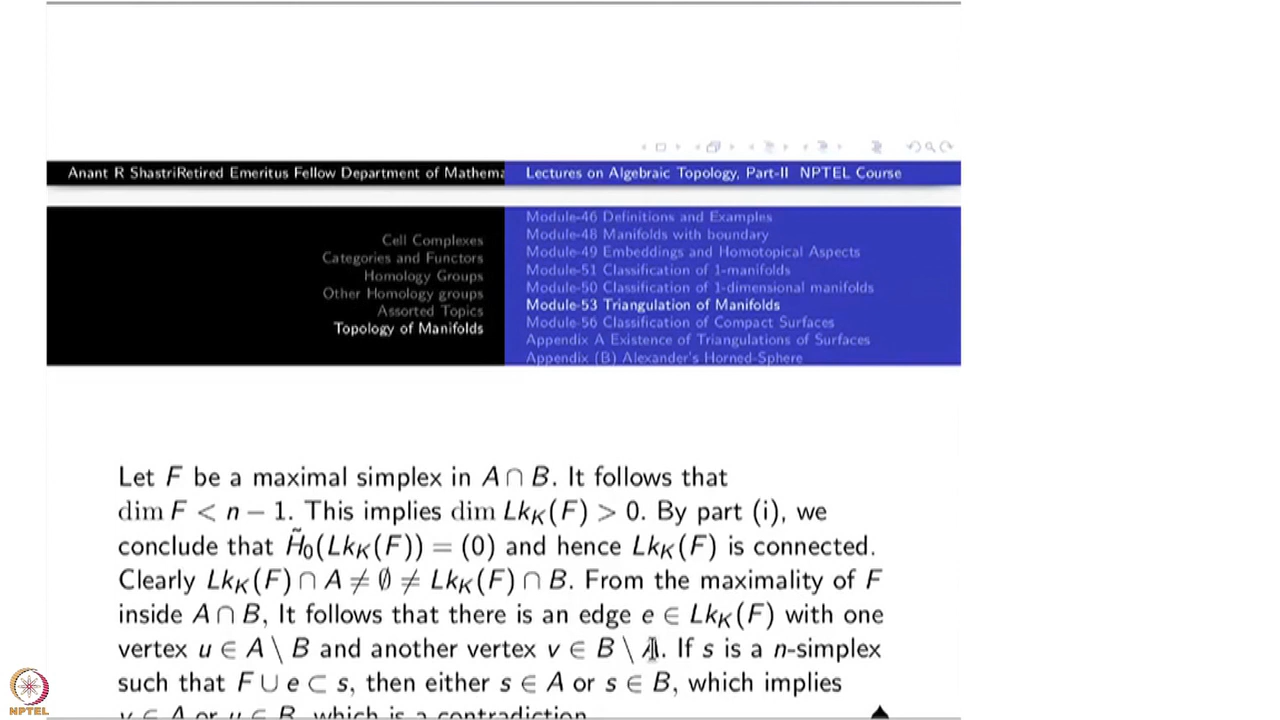 Anant R ShastriRetired Emeritus Fellow Department of Mathema
Lectures on Algebraic Topology, Part-II NPTEL Course
Cell Complexes
Categories and Functors
Homology Groups
Other Homology groups
Assorted Topics
Topology of Manifolds
Module-46 Definitions and Examples
Module-48 Manifolds with boundary
Module-49 Embeddings and Homotopical Aspects
Module-51 Classification of 1-manifolds
Module-50 Classification of 1-dimensional manifolds
Module-53 Triangulation of Manifolds
Module-56 Classification of Compact Surfaces
Appendix A Existence of Triangulations of Surfaces
Appendix (B) Alexander's Horned-Sphere
Let F be a maximal simplex in A ∩ B. It follows that
dim F < n − 1. This implies dim Lk_K(F) > 0. By part (i), we
conclude that H̃₀(Lk_K(F)) = (0) and hence Lk_K(F) is connected.
Clearly Lk_K(F) ∩ A ≠ ∅ ≠ Lk_K(F) ∩ B. From the maximality of F
inside A ∩ B, It follows that there is an edge e ∈ Lk_K(F) with one
vertex u ∈ A \ B and another vertex v ∈ B \ A. If s is a n-simplex
such that F ∪ e ⊂ s, then either s ∈ A or s ∈ B, which implies
v ∈ A or u ∈ B, which is a contradiction.
NPTEL